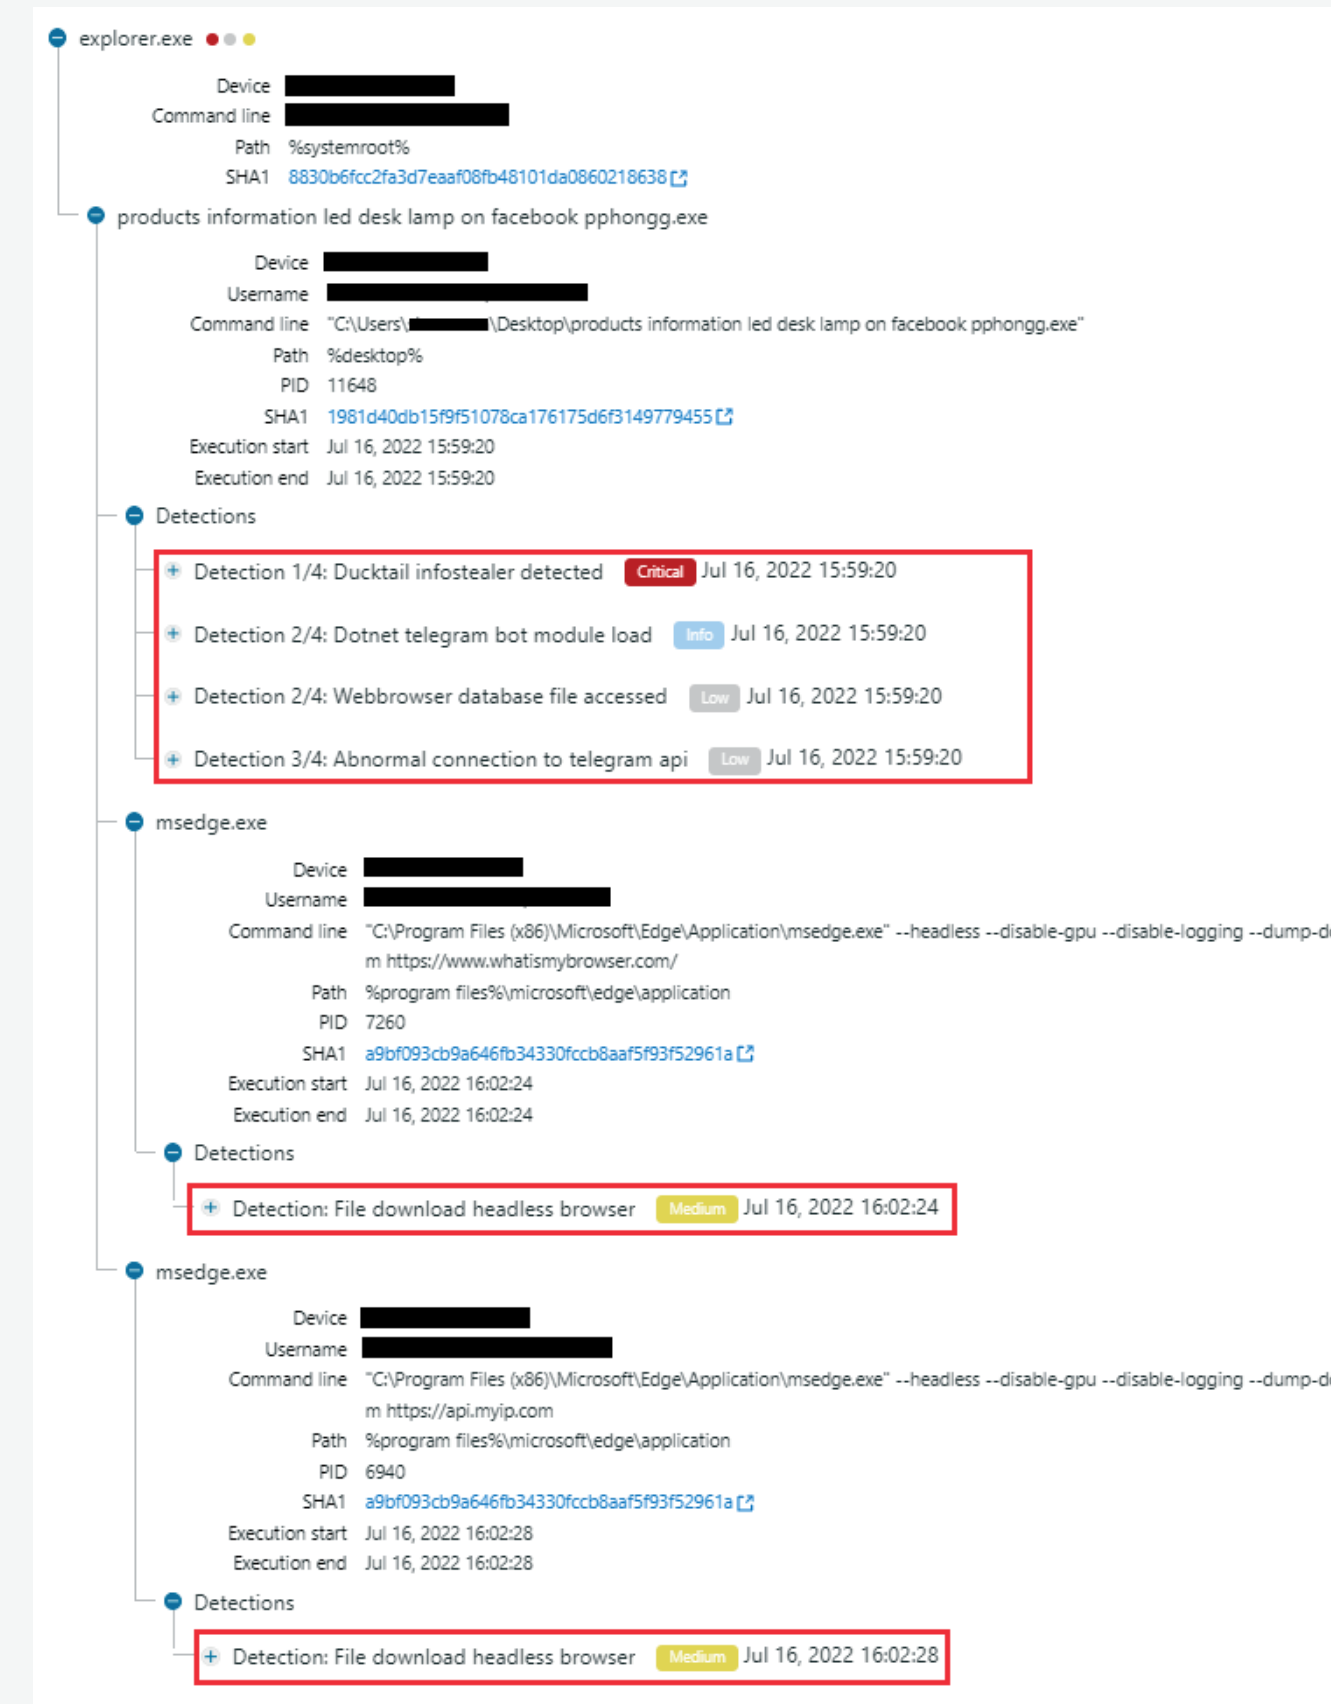 explorer.exe
Device
Command line
Path %systemroot%
SHA1 8830b6fcc2fa3d7eaaf08fb48101da0860218638
products information led desk lamp on facebook pphongg.exe
Device
Username
Command line "C:\Users\ \Desktop\products information led desk lamp on facebook pphongg.exe"
Path %desktop%
PID 11648
SHA1 1981d40db15f9f51078ca176175d6f3149779455
Execution start Jul 16, 2022 15:59:20
Execution end Jul 16, 2022 15:59:20
Detections
Detection 1/4: Ducktail infostealer detected Critical Jul 16, 2022 15:59:20
Detection 2/4: Dotnet telegram bot module load Info Jul 16, 2022 15:59:20
Detection 2/4: Webbrowser database file accessed Low Jul 16, 2022 15:59:20
Detection 3/4: Abnormal connection to telegram api Low Jul 16, 2022 15:59:20
msedge.exe
Device
Username
Command line "C:\Program Files (x86)\Microsoft\Edge\Application\msedge.exe" --headless --disable-gpu --disable-logging --dump-d
m https://www.whatismybrowser.com/
Path %program files%\microsoft\edge\application
PID 7260
SHA1 a9bf093cb9a646fb34330fccb8aaf5f93f52961a
Execution start Jul 16, 2022 16:02:24
Execution end Jul 16, 2022 16:02:24
Detections
Detection: File download headless browser Medium Jul 16, 2022 16:02:24
msedge.exe
Device
Username
Command line "C:\Program Files (x86)\Microsoft\Edge\Application\msedge.exe" --headless --disable-gpu --disable-logging --dump-d
m https://api.myip.com
Path %program files%\microsoft\edge\application
PID 6940
SHA1 a9bf093cb9a646fb34330fccb8aaf5f93f52961a
Execution start Jul 16, 2022 16:02:28
Execution end Jul 16, 2022 16:02:28
Detections
Detection: File download headless browser Medium Jul 16, 2022 16:02:28